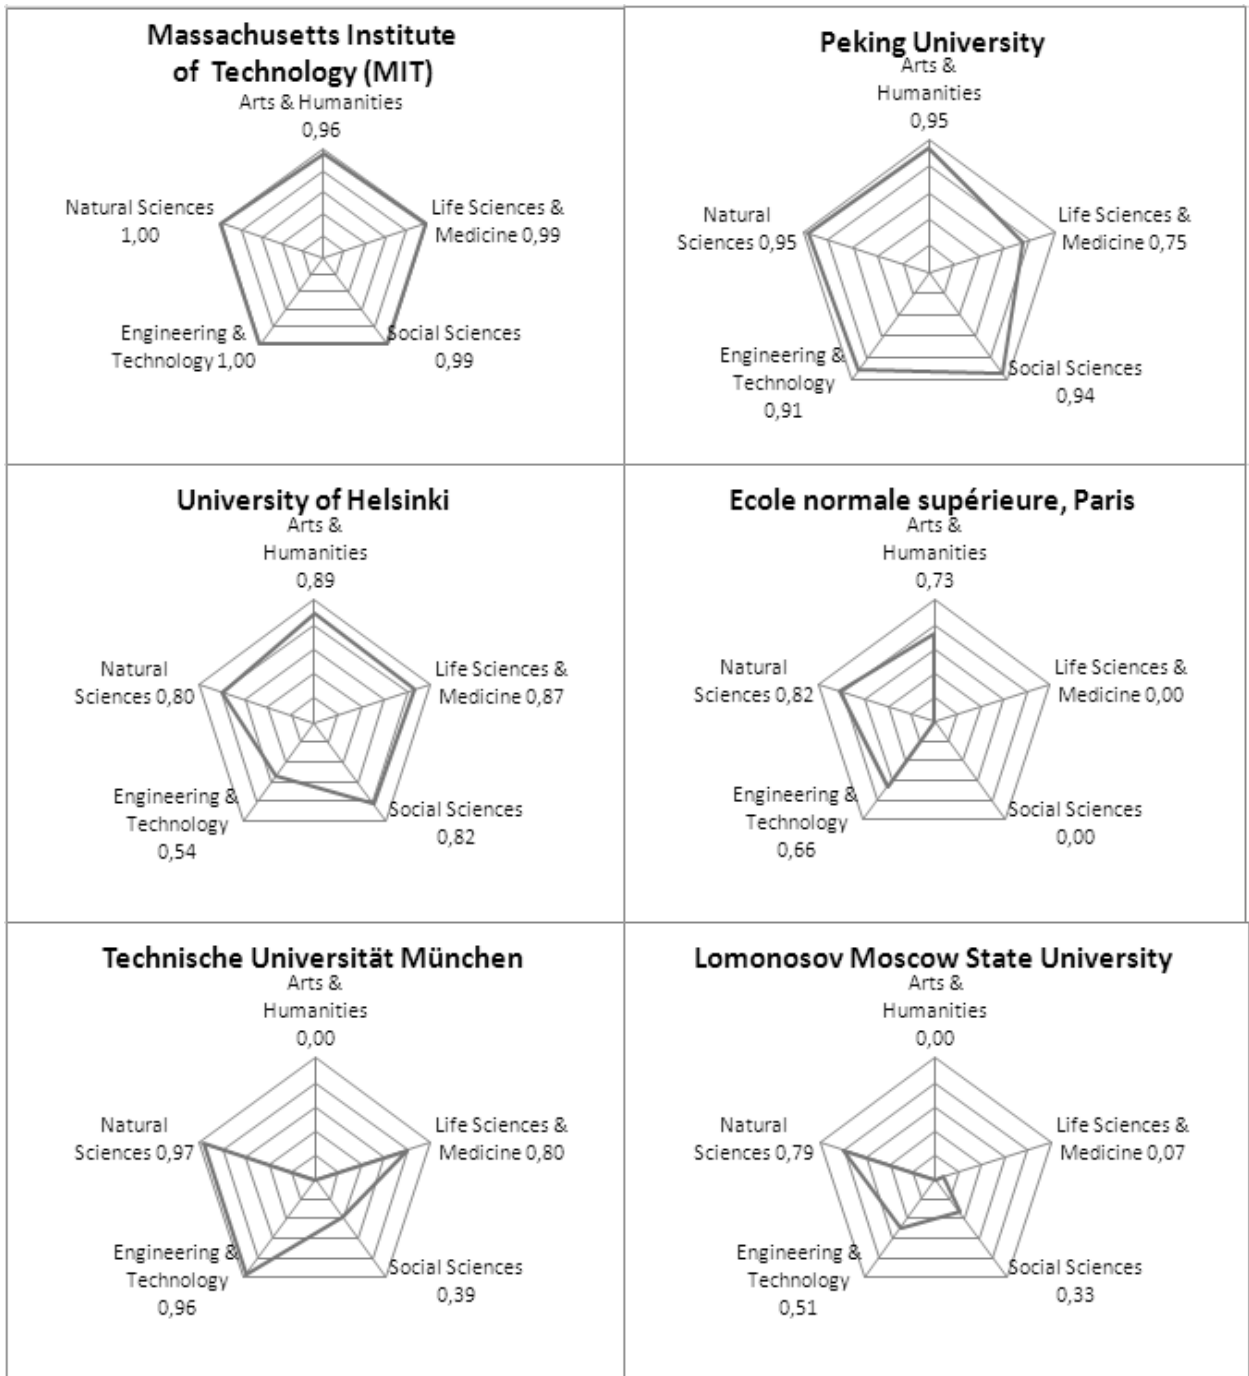 Massachusetts Institute
of Technology (MIT)
Arts & Humanities
0,96
Natural Sciences
1,00
Life Sciences &
Medicine 0,99
Engineering &
Technology 1,00
Social Sciences
0,99
Peking University
Arts &
Humanities
0,95
Natural
Sciences 0,95
Life Sciences &
Medicine 0,75
Engineering &
Technology
0,91
Social Sciences
0,94
University of Helsinki
Arts &
Humanities
0,89
Natural
Sciences 0,80
Life Sciences &
Medicine 0,87
Engineering &
Technology
0,54
Social Sciences
0,82
Ecole normale supérieure, Paris
Arts &
Humanities
0,73
Natural
Sciences 0,82
Life Sciences &
Medicine 0,00
Engineering &
Technology
0,66
Social Sciences
0,00
Technische Universität München
Arts &
Humanities
0,00
Natural
Sciences 0,97
Life Sciences &
Medicine 0,80
Engineering &
Technology
0,96
Social Sciences
0,39
Lomonosov Moscow State University
Arts &
Humanities
0,00
Natural
Sciences 0,79
Life Sciences &
Medicine 0,07
Engineering &
Technology
0,51
Social Sciences
0,33